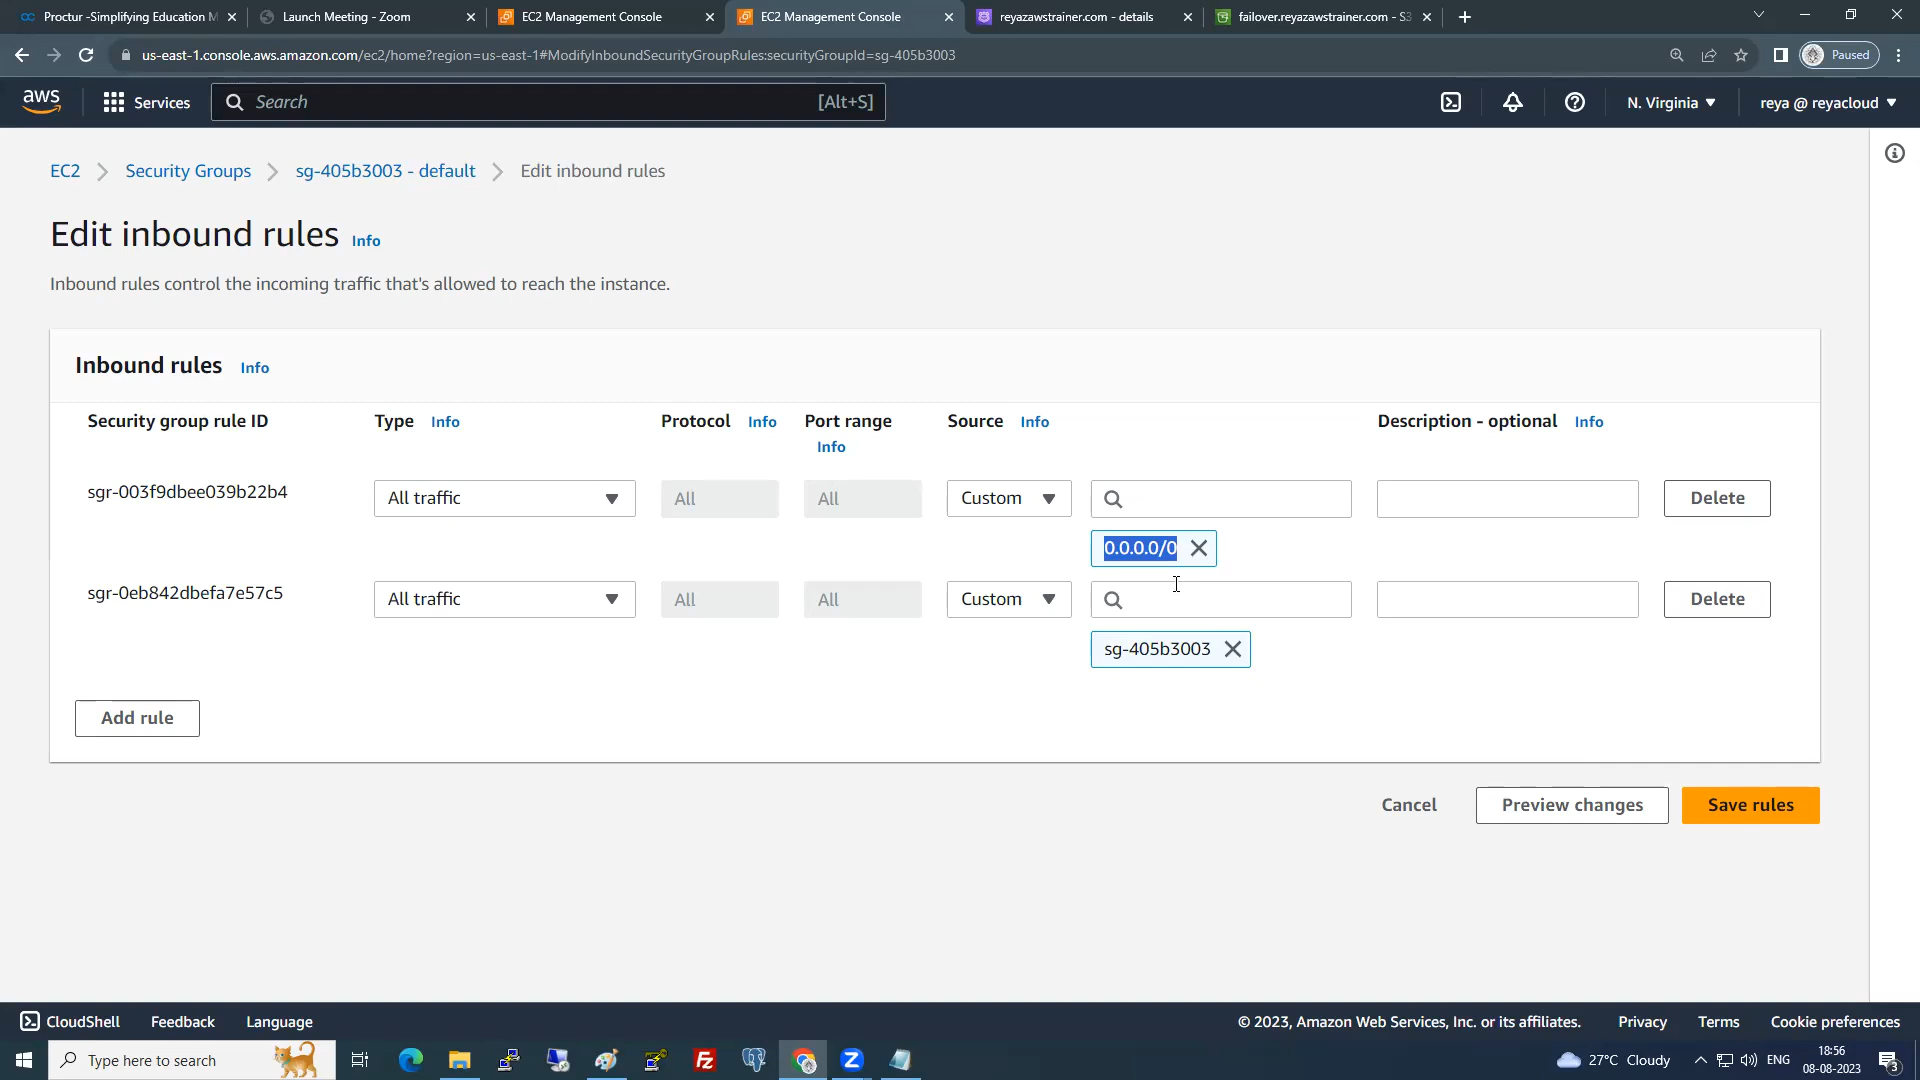 Proctur -Simplifying Education M
Launch Meeting - Zoom
EC2 Management Console
EC2 Management Console
reyazawstrainer.com - details
failover.reyazawstrainer.com - S3
us-east-1.console.aws.amazon.com/ec2/home?region=us-east-1#ModifyInboundSecurityGroupRules:securityGroupId=sg-405b3003
Paused
aws
Services
Search
[Alt+S]
N. Virginia
reya @ reyacloud
EC2
Security Groups
sg-405b3003 - default
Edit inbound rules
Edit inbound rules Info
Inbound rules control the incoming traffic that's allowed to reach the instance.
Inbound rules Info
Security group rule ID
Type Info
Protocol Info
Port range
Info
Source Info
Description - optional Info
sgr-003f9dbee039b22b4
All traffic
All
All
Custom
Delete
0.0.0.0/0
sgr-0eb842dbefa7e57c5
All traffic
All
All
Custom
Delete
sg-405b3003
Add rule
Cancel
Preview changes
Save rules
CloudShell
Feedback
Language
© 2023, Amazon Web Services, Inc. or its affiliates.
Privacy
Terms
Cookie preferences
Type here to search
27°C Cloudy
ENG
18:56
08-08-2023
3